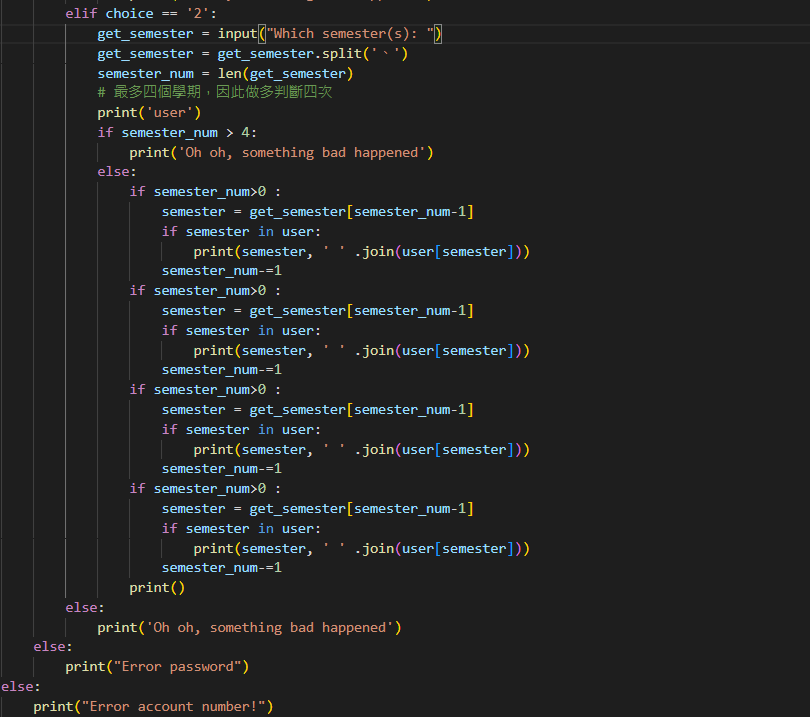 elif choice == '2':
get_semester = input("Which semester(s): ")
get_semester = get_semester.split('、')
semester_num = len(get_semester)
# 最多四個學期，因此做多判斷四次
print('user')
if semester_num > 4:
print('Oh oh, something bad happened')
else:
if semester_num>0 :
semester = get_semester[semester_num-1]
if semester in user:
print(semester, ' ' .join(user[semester]))
semester_num-=1
if semester_num>0 :
semester = get_semester[semester_num-1]
if semester in user:
print(semester, ' ' .join(user[semester]))
semester_num-=1
if semester_num>0 :
semester = get_semester[semester_num-1]
if semester in user:
print(semester, ' ' .join(user[semester]))
semester_num-=1
if semester_num>0 :
semester = get_semester[semester_num-1]
if semester in user:
print(semester, ' ' .join(user[semester]))
semester_num-=1
print()
else:
print('Oh oh, something bad happened')
else:
print("Error password")
else:
print("Error account number!")